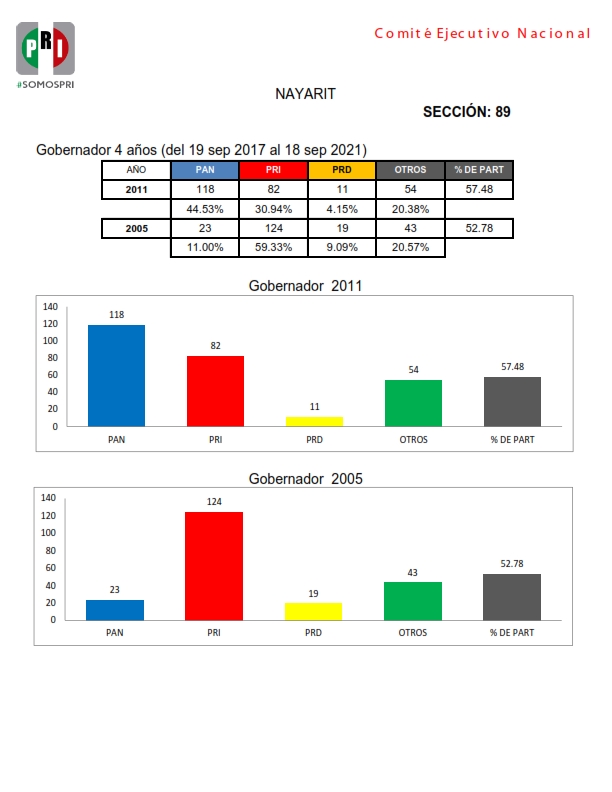 Comité Ejecutivo Nacional
PRI
#SOMOSPRI
NAYARIT
SECCIÓN: 89
Gobernador 4 años (del 19 sep 2017 al 18 sep 2021)
AÑO PAN PRI PRD OTROS % DE PART
2011 118 82 11 54 57.48
44.53% 30.94% 4.15% 20.38%
2005 23 124 19 43 52.78
11.00% 59.33% 9.09% 20.57%
Gobernador 2011
140
120
100
80
60
40
20
0
118
82
11
54
57.48
PAN PRI PRD OTROS % DE PART
Gobernador 2005
140
120
100
80
60
40
20
0
23
124
19
43
52.78
PAN PRI PRD OTROS % DE PART